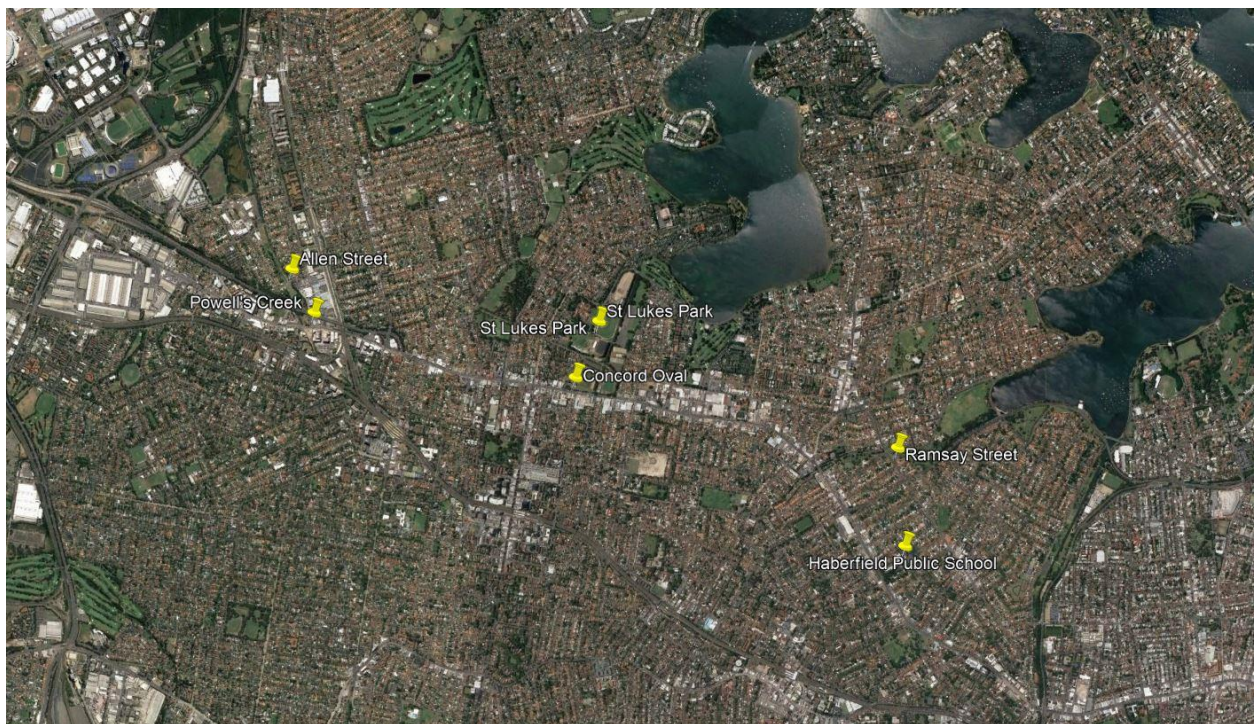 Allen Street
Powell's Creek
St Lukes Park
St Lukes Park
Concord Oval
Ramsay Street
Haberfield Public School